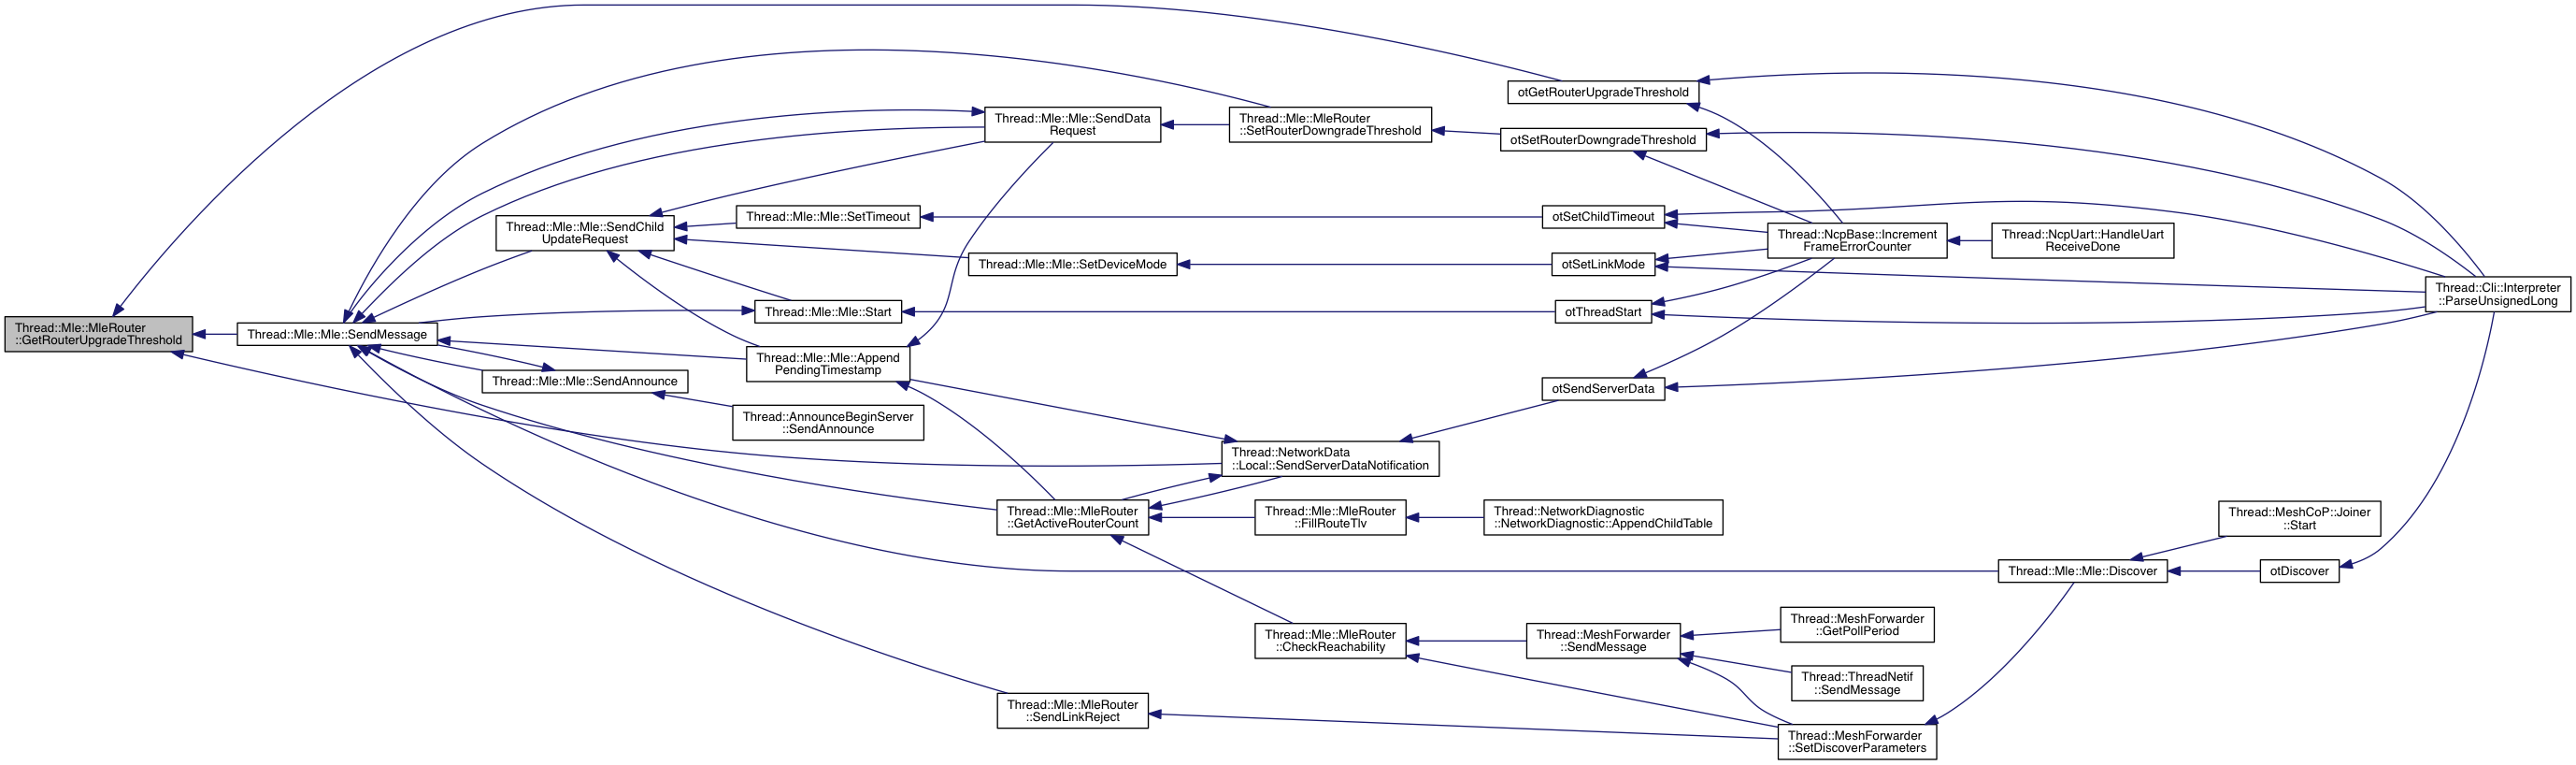 Thread::Mle::MleRouter
::GetRouterUpgradeThreshold
Thread::Mle::Mle::SendMessage
Thread::Mle::Mle::SendChild
UpdateRequest
Thread::Mle::Mle::SendAnnounce
Thread::Mle::Mle::SetTimeout
Thread::Mle::Mle::Start
Thread::Mle::Mle::Append
PendingTimestamp
Thread::AnnounceBeginServer
::SendAnnounce
Thread::Mle::Mle::SendData
Request
Thread::Mle::Mle::SetDeviceMode
Thread::Mle::MleRouter
::GetActiveRouterCount
Thread::Mle::MleRouter
::SendLinkReject
Thread::Mle::MleRouter
::SetRouterDowngradeThreshold
Thread::NetworkData
::Local::SendServerDataNotification
Thread::Mle::MleRouter
::FillRouteTlv
Thread::Mle::MleRouter
::CheckReachability
otGetRouterUpgradeThreshold
otSetRouterDowngradeThreshold
otSetChildTimeout
otSetLinkMode
otThreadStart
otSendServerData
Thread::NetworkDiagnostic
::NetworkDiagnostic::AppendChildTable
Thread::MeshForwarder
::SendMessage
Thread::NcpBase::Increment
FrameErrorCounter
Thread::MeshForwarder
::GetPollPeriod
Thread::ThreadNetif
::SendMessage
Thread::MeshForwarder
::SetDiscoverParameters
Thread::NcpUart::HandleUart
ReceiveDone
Thread::Mle::Mle::Discover
Thread::MeshCoP::Joiner
::Start
otDiscover
Thread::Cli::Interpreter
::ParseUnsignedLong